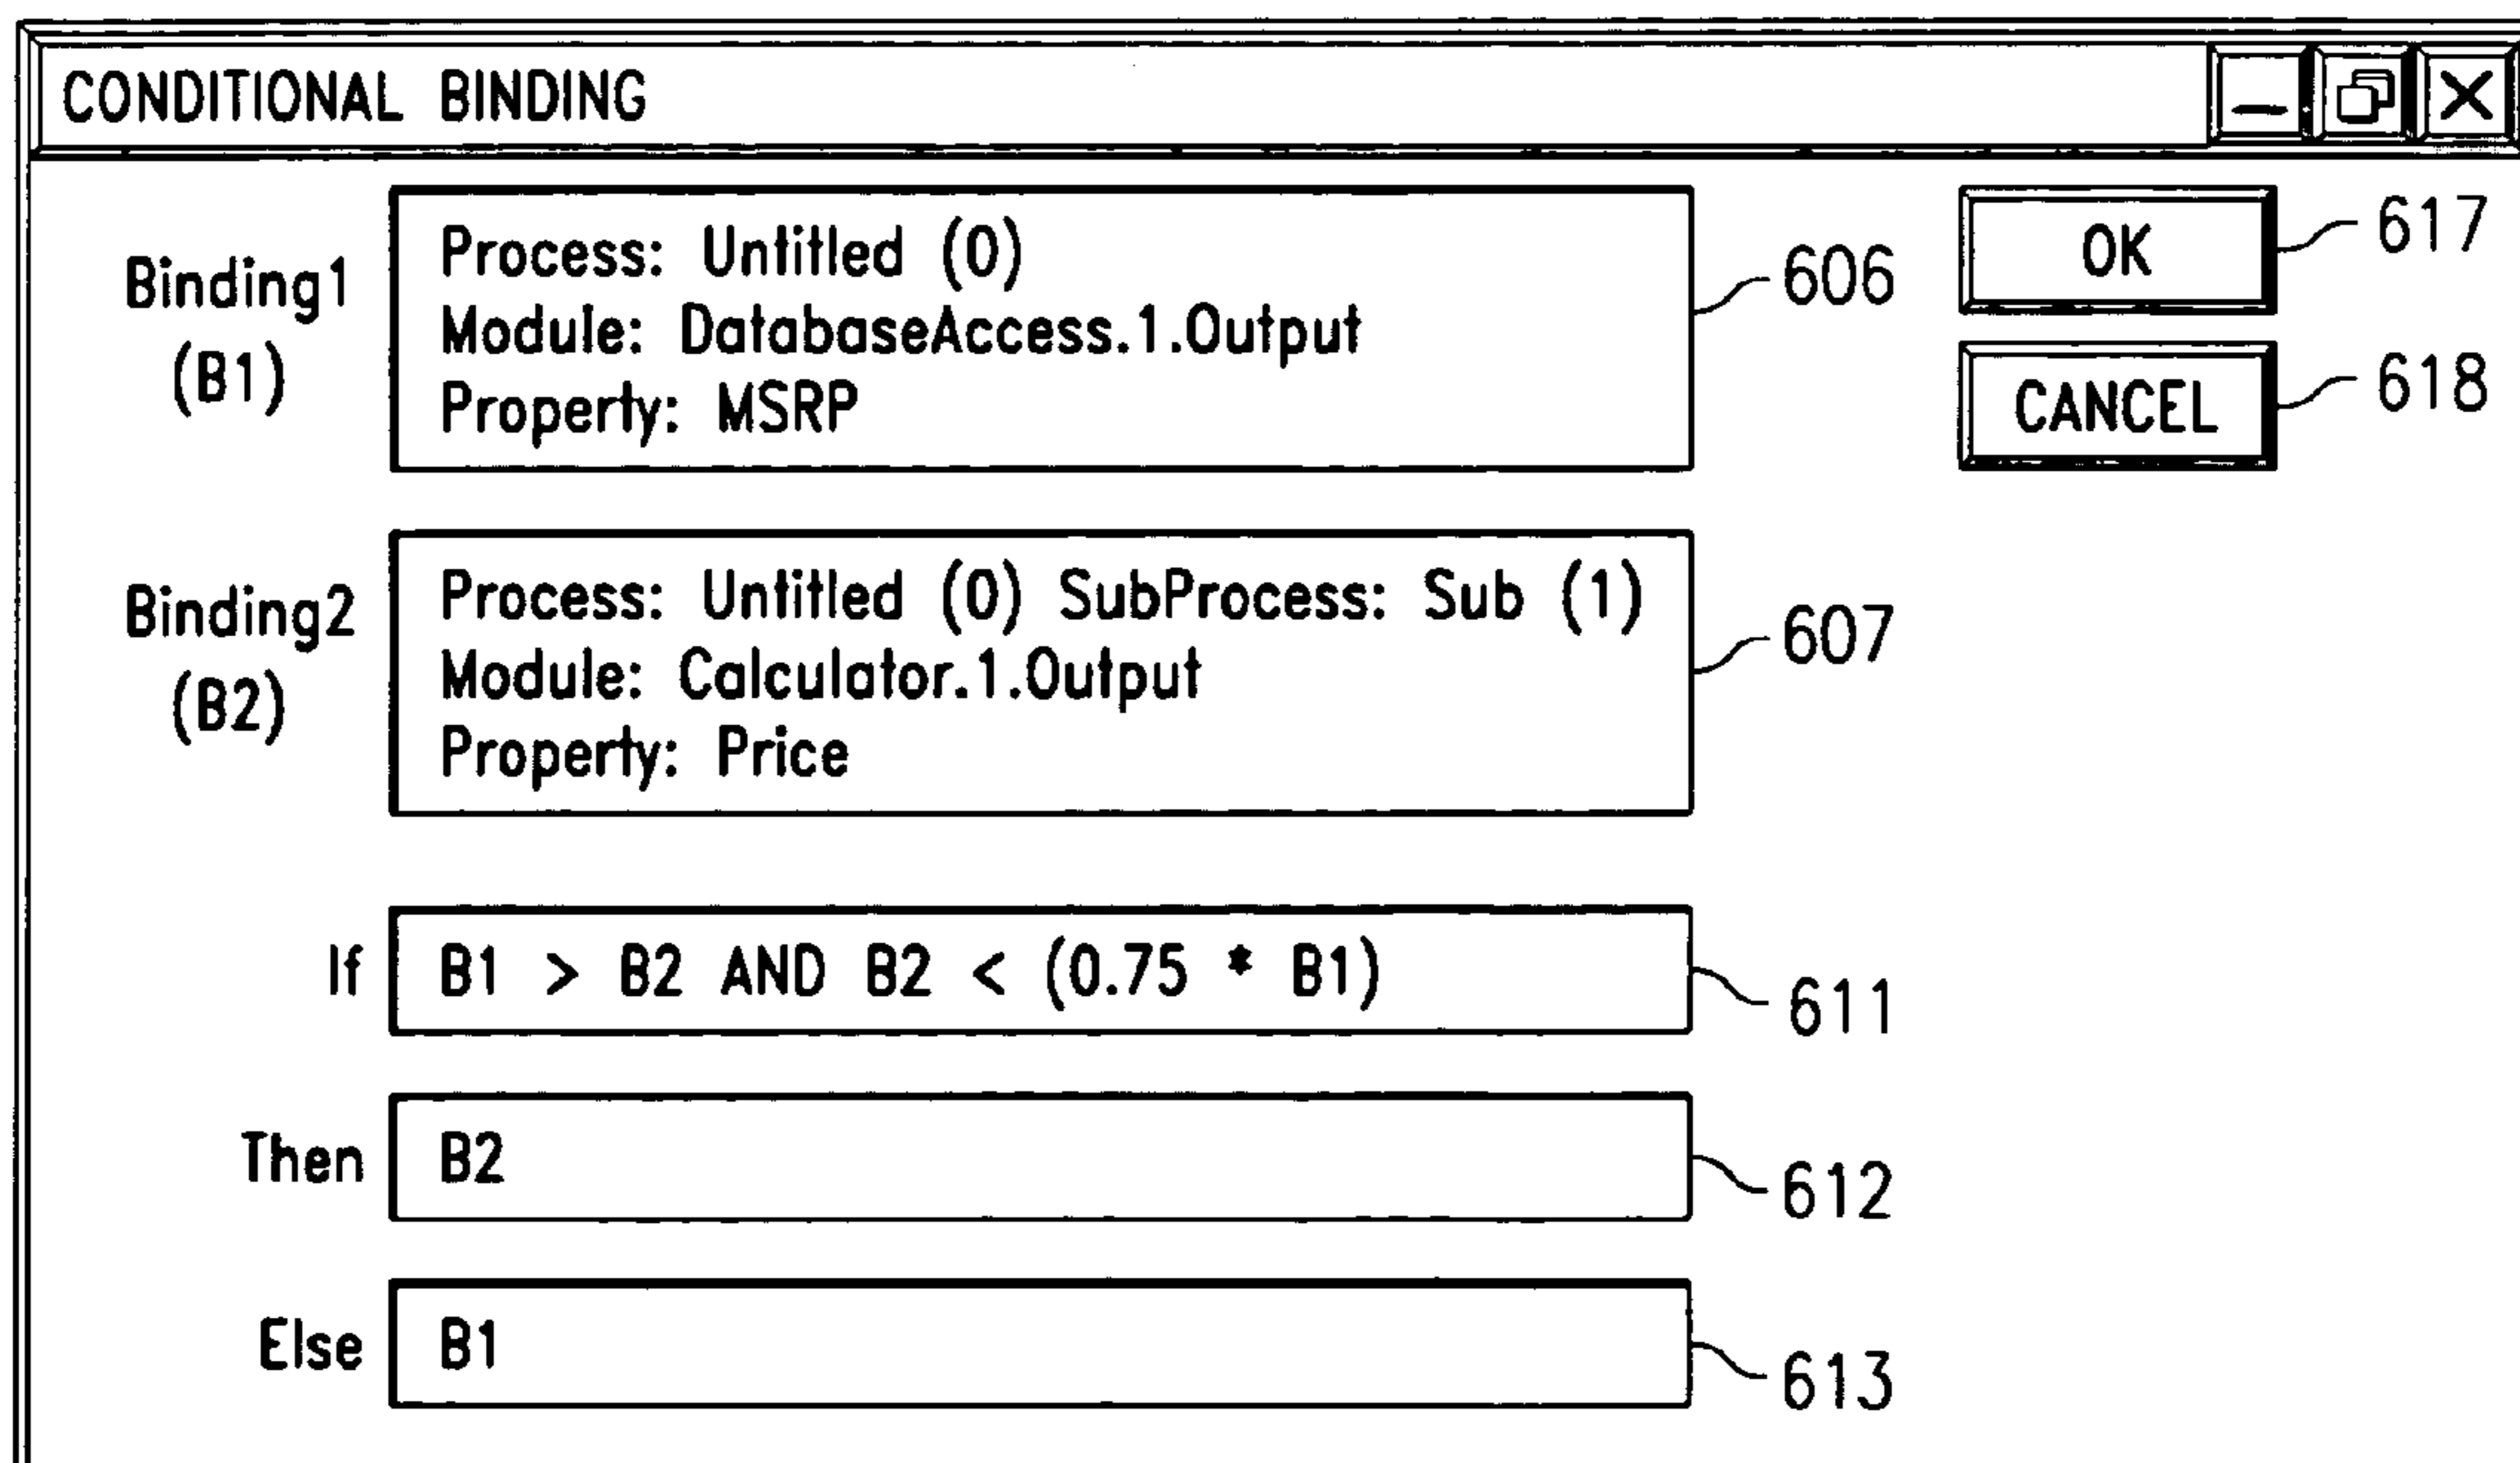 CONDITIONAL BINDING
Binding1
(B1)
Process: Untitled (0)
Module: DatabaseAccess.1.Output
Property: MSRP
606
OK
617
CANCEL
618
Binding2
(B2)
Process: Untitled (0) SubProcess: Sub (1)
Module: Calculator.1.Output
Property: Price
607
If
B1 > B2 AND B2 < (0.75 * B1)
611
Then
B2
612
Else
B1
613